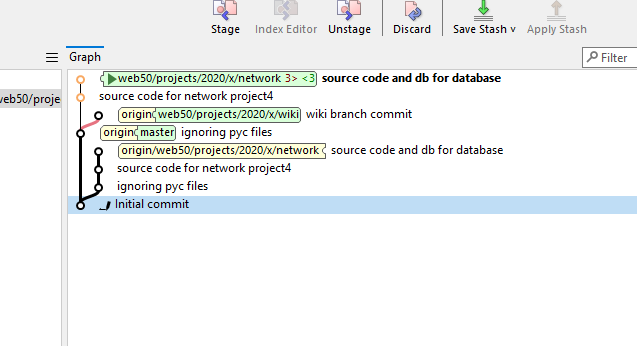 Stage Index Editor Unstage Discard Save Stash v Apply Stash
Graph
Filter
web50/projects/2020/x/network 3> <3 source code and db for database
source code for network project4
web50/proje
origin web50/projects/2020/x/wiki wiki branch commit
origin master ignoring pyc files
origin/web50/projects/2020/x/network source code and db for database
source code for network project4
ignoring pyc files
Initial commit